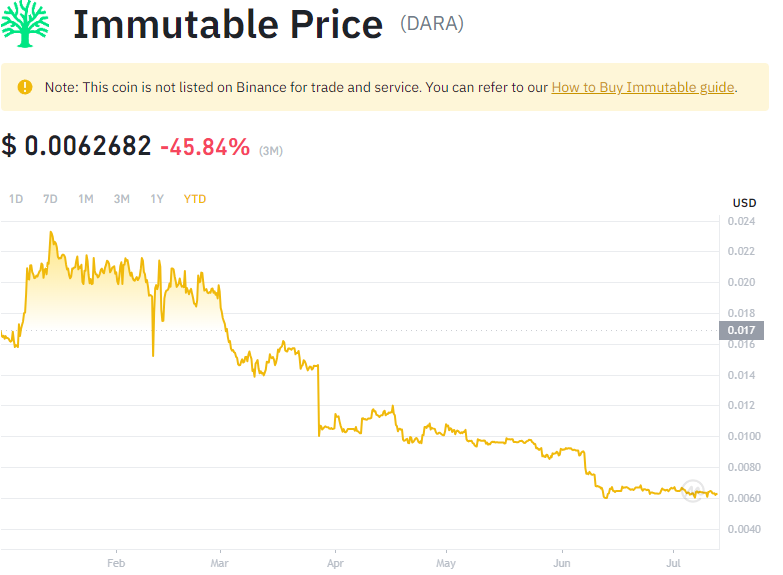 Immutable Price (DARA)
Note: This coin is not listed on Binance for trade and service. You can refer to our How to Buy Immutable guide.
$ 0.0062682 -45.84% (3M)
1D 7D 1M 3M 1Y YTD
USD
0.024
0.022
0.020
0.018
0.017
0.016
0.014
0.012
0.0100
0.0080
0.0060
0.0040
Feb Mar Apr May Jun Jul